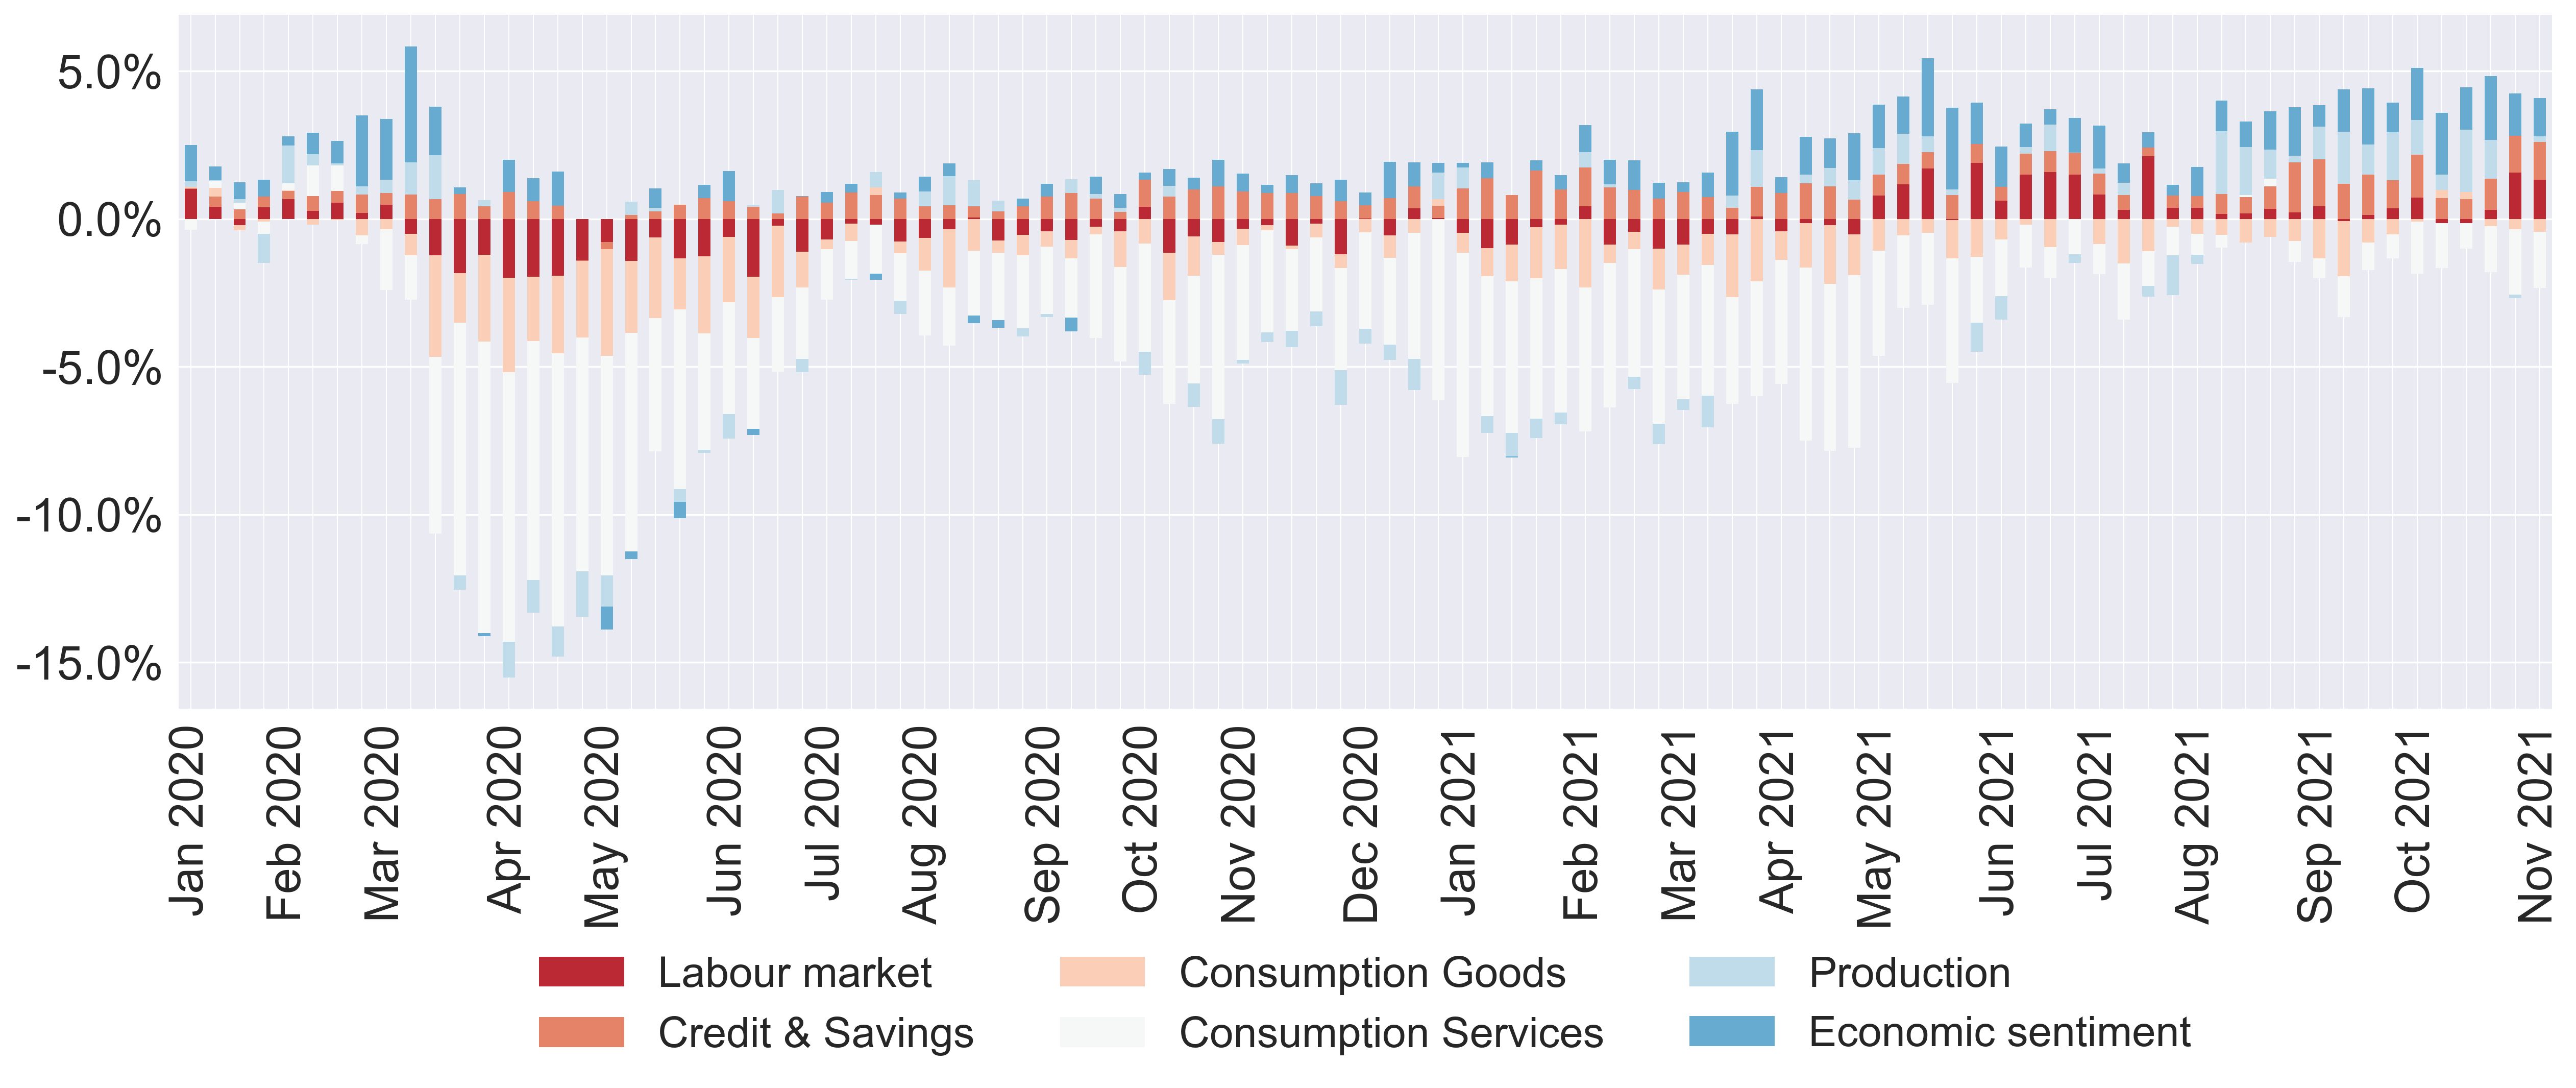 5.0%
0.0%
-5.0%
-10.0%
-15.0%
Jan 2020
Feb 2020
Mar 2020
Apr 2020
May 2020
Jun 2020
Jul 2020
Aug 2020
Sep 2020
Oct 2020
Nov 2020
Dec 2020
Jan 2021
Feb 2021
Mar 2021
Apr 2021
May 2021
Jun 2021
Jul 2021
Aug 2021
Sep 2021
Oct 2021
Nov 2021
Labour market
Credit & Savings
Consumption Goods
Consumption Services
Production
Economic sentiment